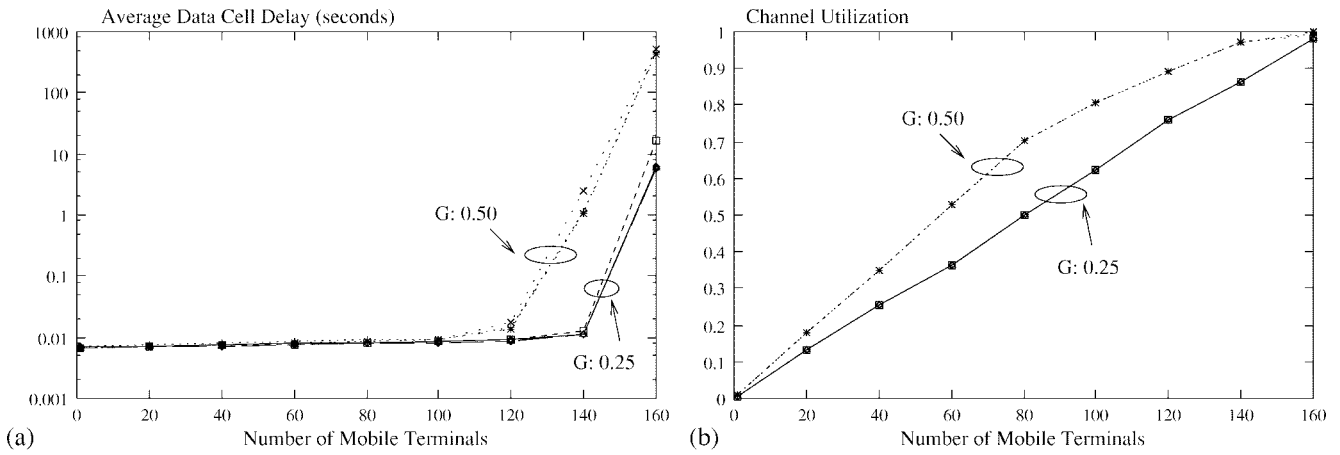 Average Data Cell Delay (seconds)
1000
100
10
1
0.1
0.01
0.001
G: 0.50
G: 0.25
0 20 40 60 80 100 120 140 160
(a) Number of Mobile Terminals
Channel Utilization
1
0.9
0.8
0.7
0.6
0.5
0.4
0.3
0.2
0.1
0
G: 0.50
G: 0.25
0 20 40 60 80 100 120 140 160
(b) Number of Mobile Terminals